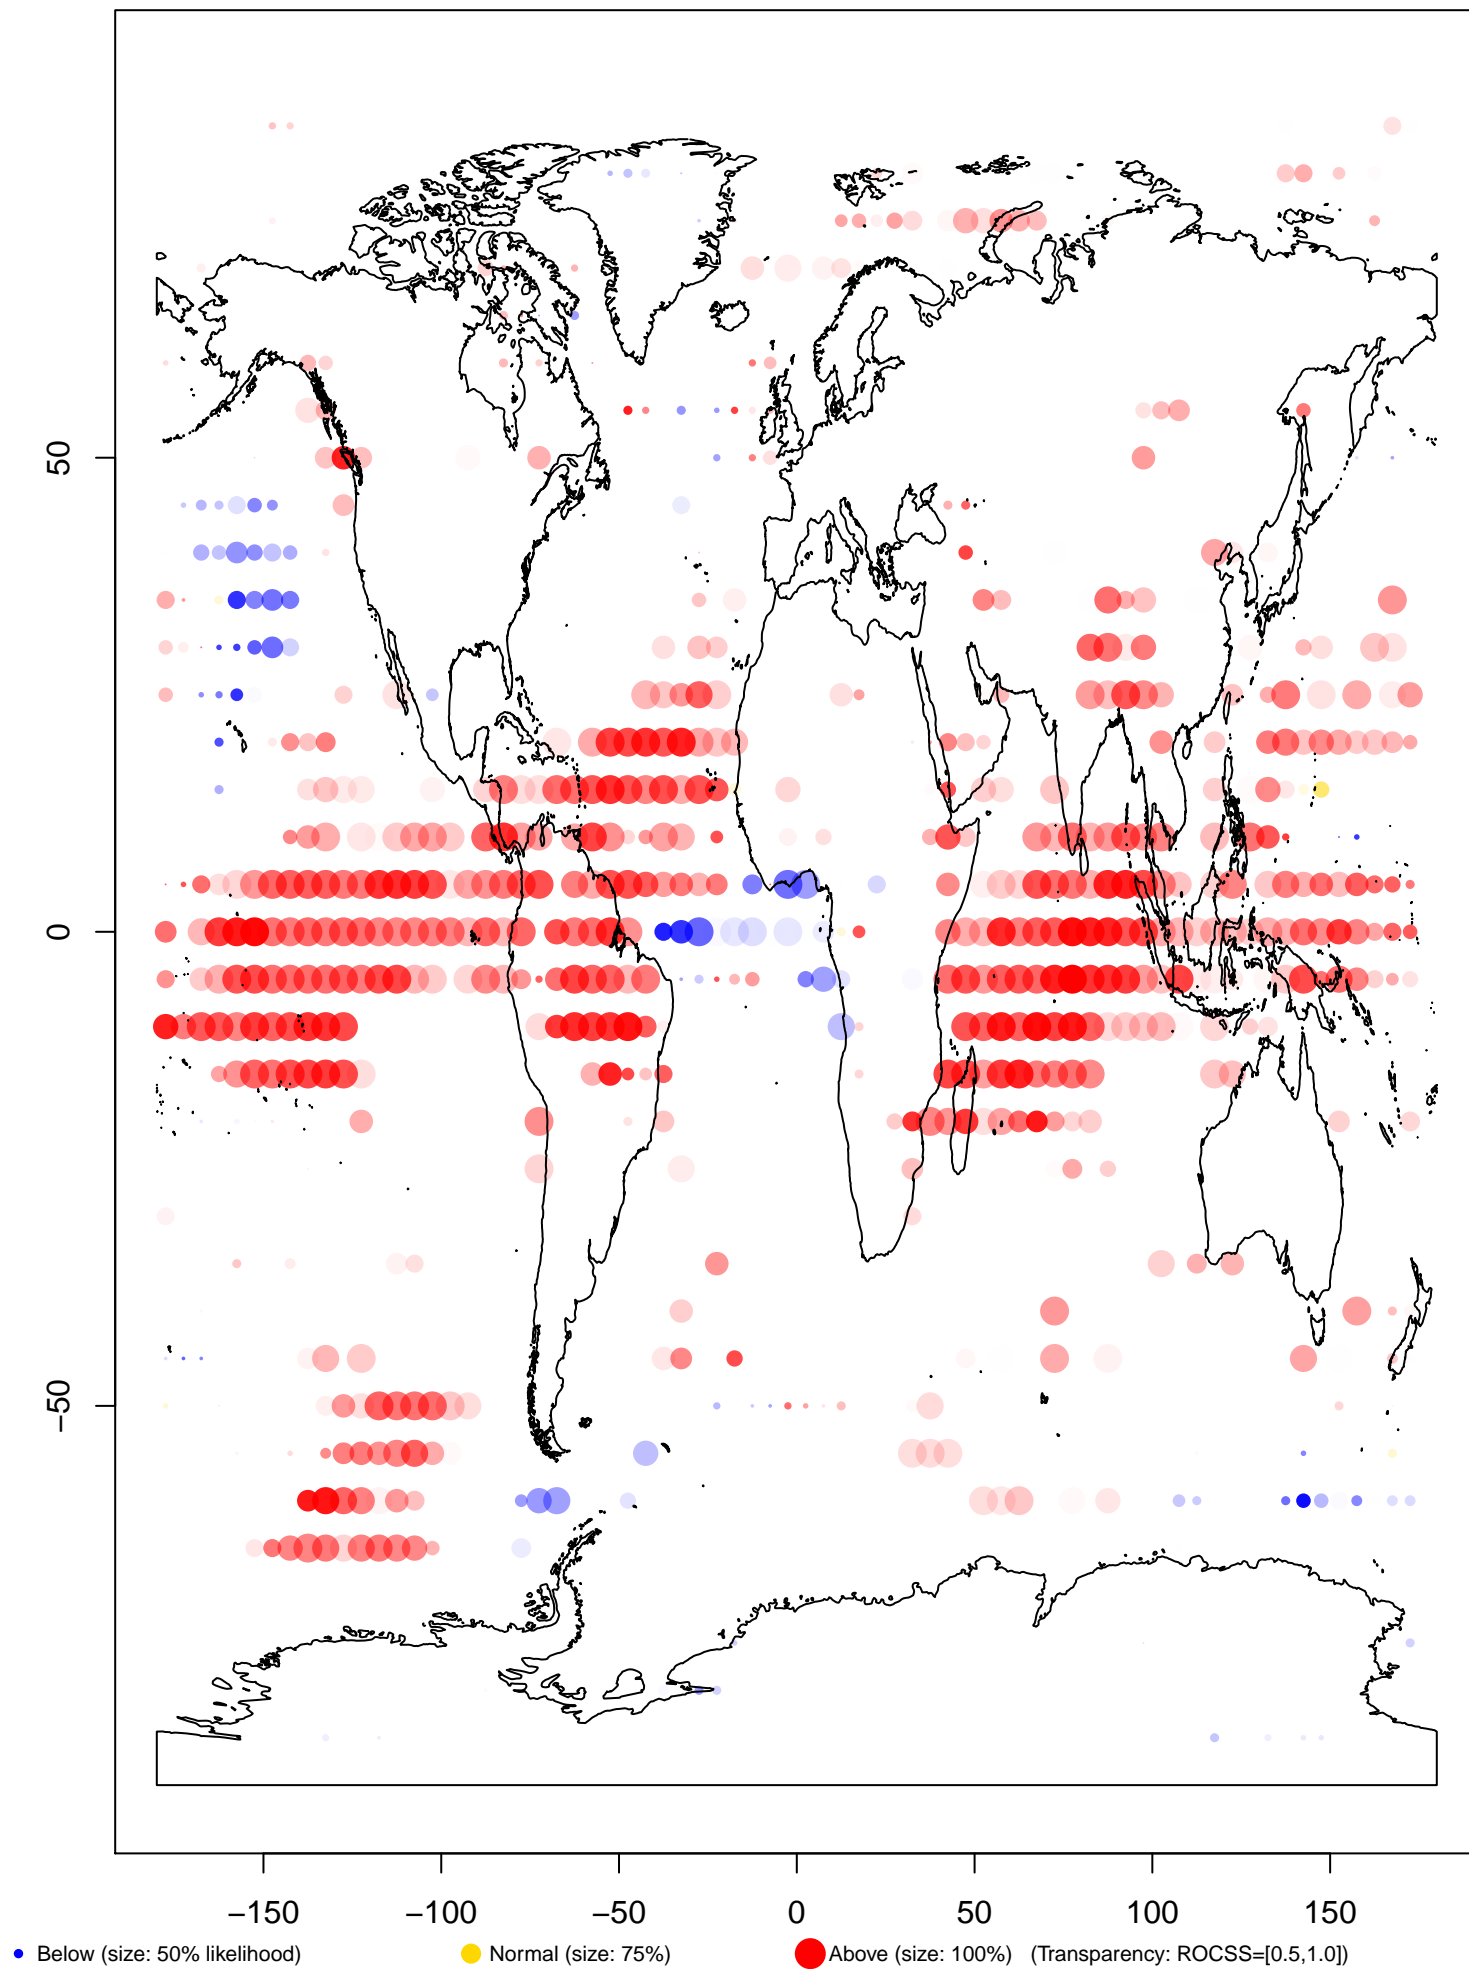 50
0
−50
−150 −100 −50 0 50 100 150
Below (size: 50% likelihood) Normal (size: 75%) Above (size: 100%) (Transparency: ROCSS=[0.5,1.0])